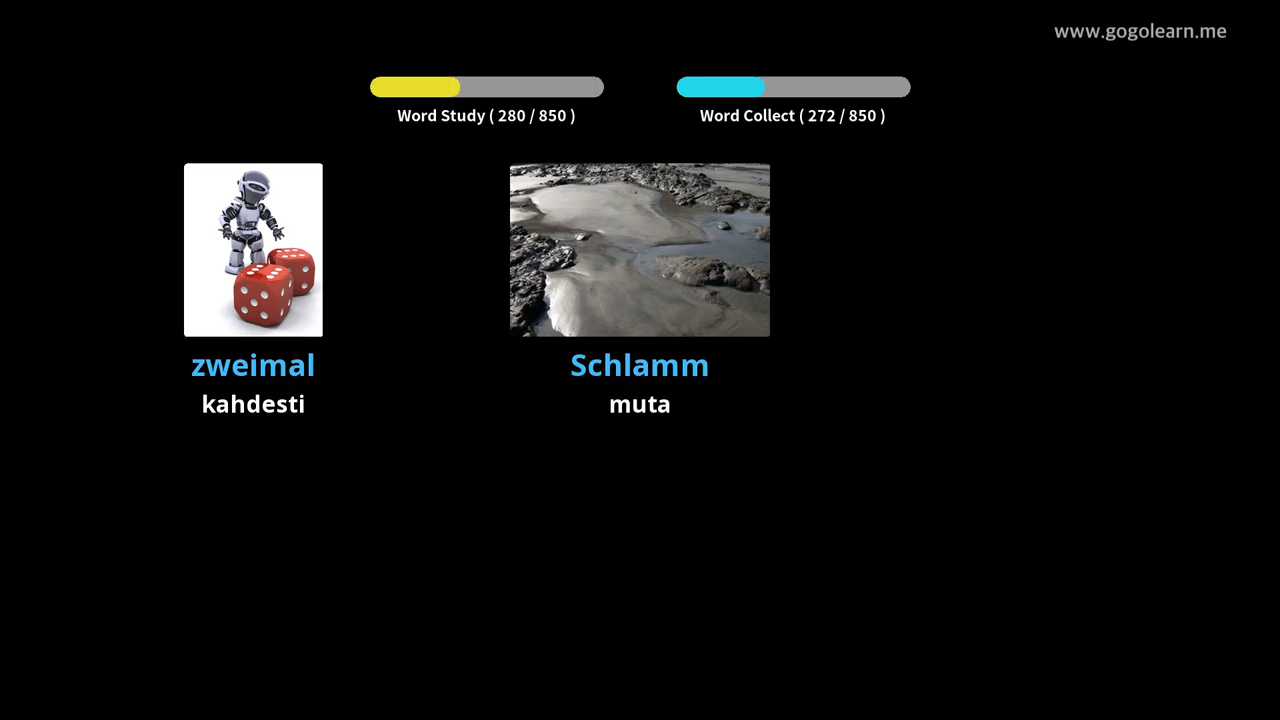 www.gogolearn.me
Word Study ( 280 / 850 )
Word Collect ( 272 / 850 )
zweimal
kahdesti
Schlamm
muta